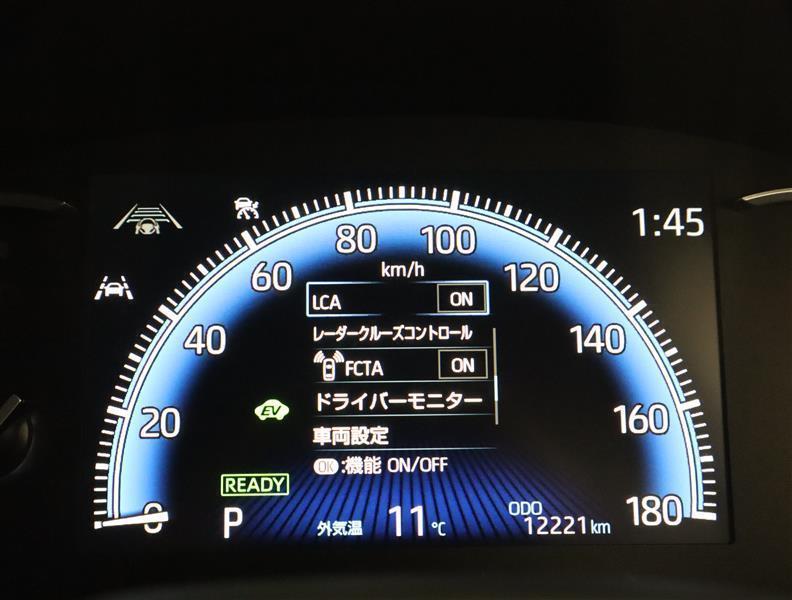 1:45
80 100
km/h
60 120
LCA ON
レーダークルーズコントロール
40 140
FCTA ON
ドライバーモニター
EV
20 160
車両設定
OK:機能 ON/OFF
READY
0 180
P 外気温 11℃ ODO
12221km